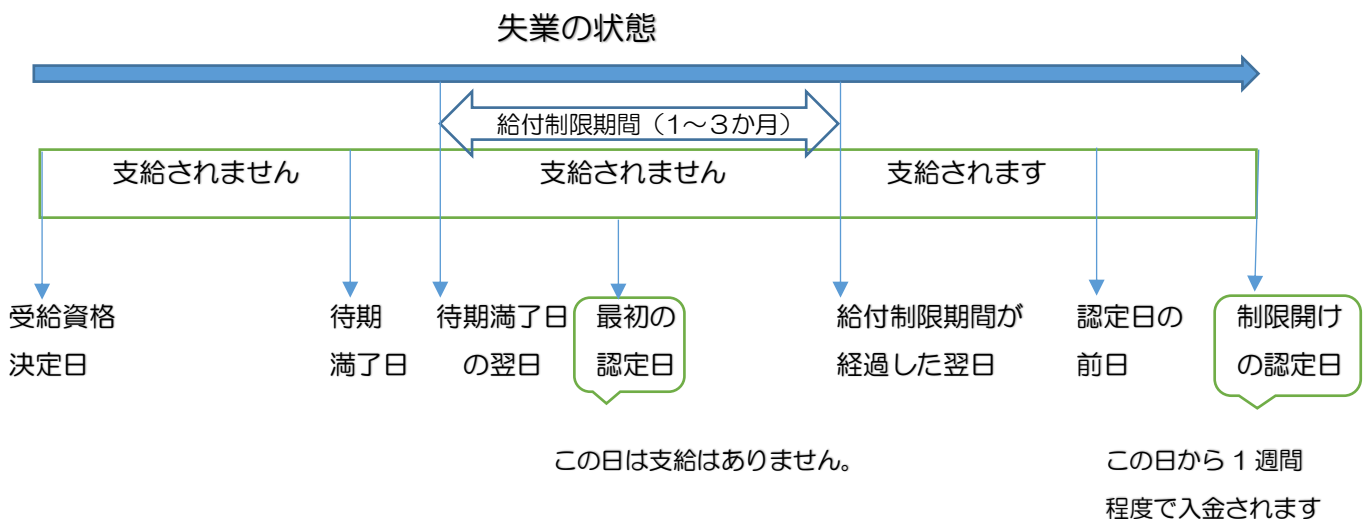 失業の状態
給付制限期間（1～３か月）
支給されません
支給されません
支給されます
受給資格
決定日
待期
満了日
待期満了日
の翌日
最初の
認定日
給付制限期間が
経過した翌日
認定日の
前日
制限開け
の認定日
この日は支給はありません。
この日から 1 週間
程度で入金されます